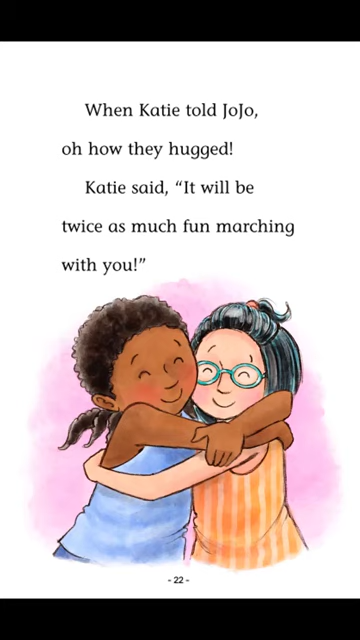 When Katie told JoJo,
oh how they hugged!
Katie said, “It will be
twice as much fun marching
with you!”
- 22 -